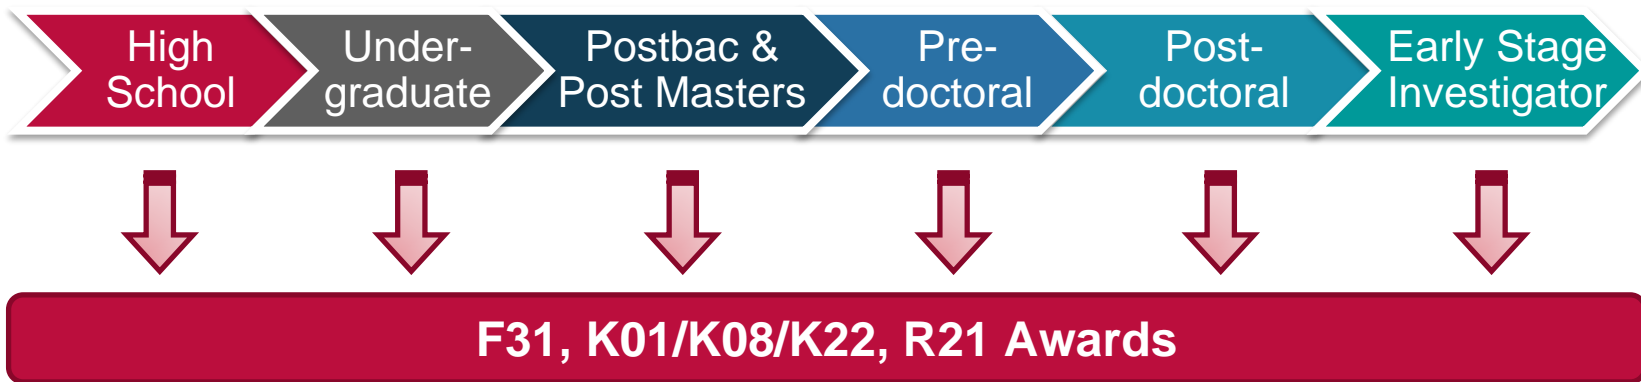 High
School
Under-
graduate
Postbac &
Post Masters
Pre-
doctoral
Post-
doctoral
Early Stage
Investigator
F31, K01/K08/K22, R21 Awards